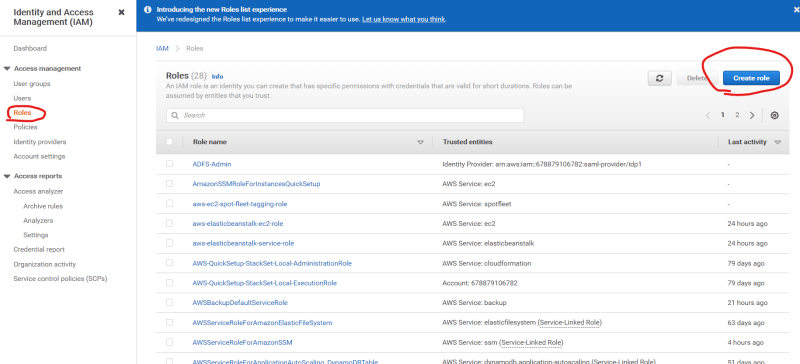 Identity and Access
Management (IAM)
Dashboard
Access management
User groups
Users
Roles
Policies
Identity providers
Account settings
Access reports
Access analyzer
Archive rules
Analyzers
Settings
Credential report
Organization activity
Service control policies (SCPs)
Introducing the new Roles list experience
We've redesigned the Roles list experience to make it easier to use. Let us know what you think.
IAM > Roles
Roles (28) Info
An IAM role is an identity you can create that has specific permissions with credentials that are valid for short durations. Roles can be
assumed by entities that you trust.
Delete
Create role
Search
1 2
Role name Trusted entities Last activity
ADFS-Admin Identity Provider: arn:aws:iam::678879106782:saml-provider/idp1 -
AmazonSSMRoleForInstancesQuickSetup AWS Service: ec2 -
aws-ec2-spot-fleet-tagging-role AWS Service: spotfleet -
aws-elasticbeanstalk-ec2-role AWS Service: ec2 24 hours ago
aws-elasticbeanstalk-service-role AWS Service: elasticbeanstalk 24 hours ago
AWS-QuickSetup-StackSet-Local-AdministrationRole AWS Service: cloudformation 79 days ago
AWS-QuickSetup-StackSet-Local-ExecutionRole Account: 678879106782 79 days ago
AWSBackupDefaultServiceRole AWS Service: backup 21 hours ago
AWSServiceRoleForAmazonElasticFileSystem AWS Service: elasticfilesystem (Service-Linked Role) 63 days ago
AWSServiceRoleForAmazonSSM AWS Service: ssm (Service-Linked Role) 4 hours ago
AWSServiceRoleForApplicationAutoScaling_DynamoDBTable AWS Service: dynamodb.application-autoscaling (Service-Linked Role) 51 days ago